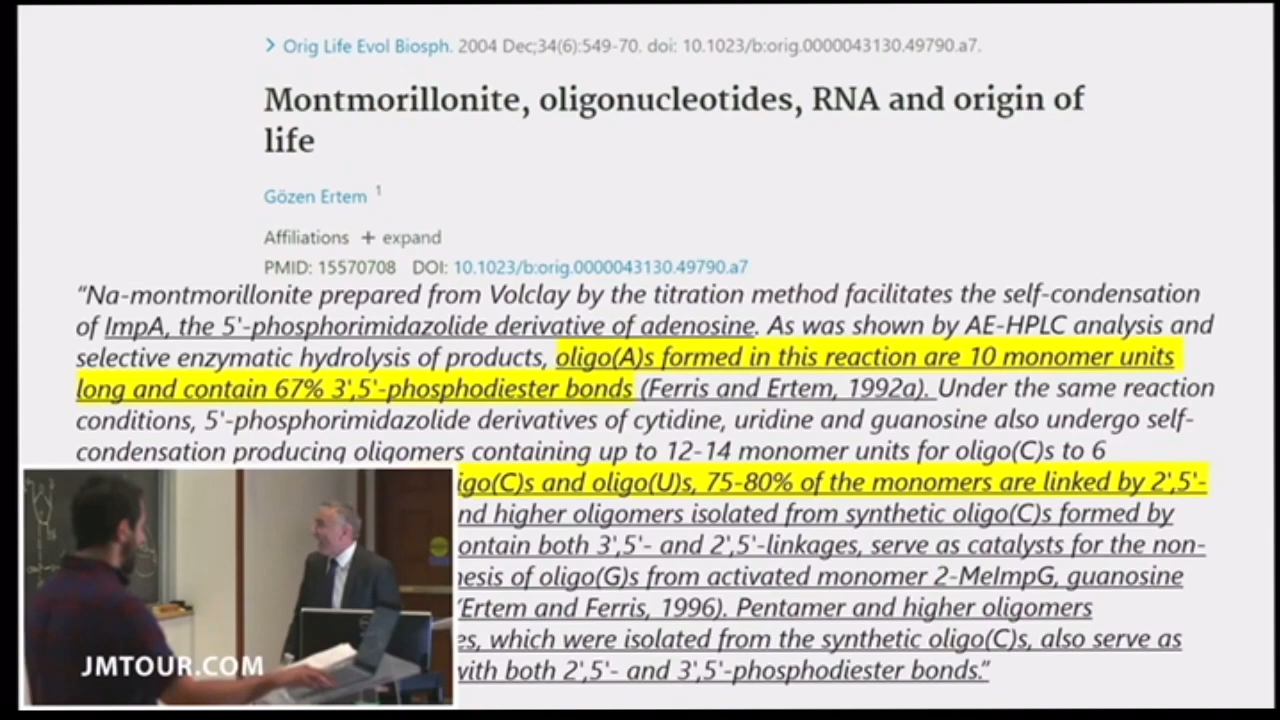 > Orig Life Evol Biosph. 2004 Dec;34(6):549-70. doi: 10.1023/b:orig.0000043130.49790.a7.
Montmorillonite, oligonucleotides, RNA and origin of
life
Gözen Ertem 1
Affiliations + expand
PMID: 15570708 DOI: 10.1023/b:orig.0000043130.49790.a7
“Na-montmorillonite prepared from Volclay by the titration method facilitates the self-condensation
of ImpA, the 5'-phosphorimidazolide derivative of adenosine. As was shown by AE-HPLC analysis and
selective enzymatic hydrolysis of products, oligo(A)s formed in this reaction are 10 monomer units
long and contain 67% 3',5'-phosphodiester bonds (Ferris and Ertem, 1992a). Under the same reaction
conditions, 5'-phosphorimidazolide derivatives of cytidine, uridine and guanosine also undergo self-
condensation producing oligomers containing up to 12-14 monomer units for oligo(C)s to 6
igo(C)s and oligo(U)s, 75-80% of the monomers are linked by 2',5'-
nd higher oligomers isolated from synthetic oligo(C)s formed by
ontain both 3',5'- and 2',5'-linkages, serve as catalysts for the non-
esis of oligo(G)s from activated monomer 2-MeImpG, guanosine
(Ertem and Ferris, 1996). Pentamer and higher oligomers
es, which were isolated from the synthetic oligo(C)s, also serve as
with both 2',5'- and 3',5'-phosphodiester bonds.”
JMTOUR.COM